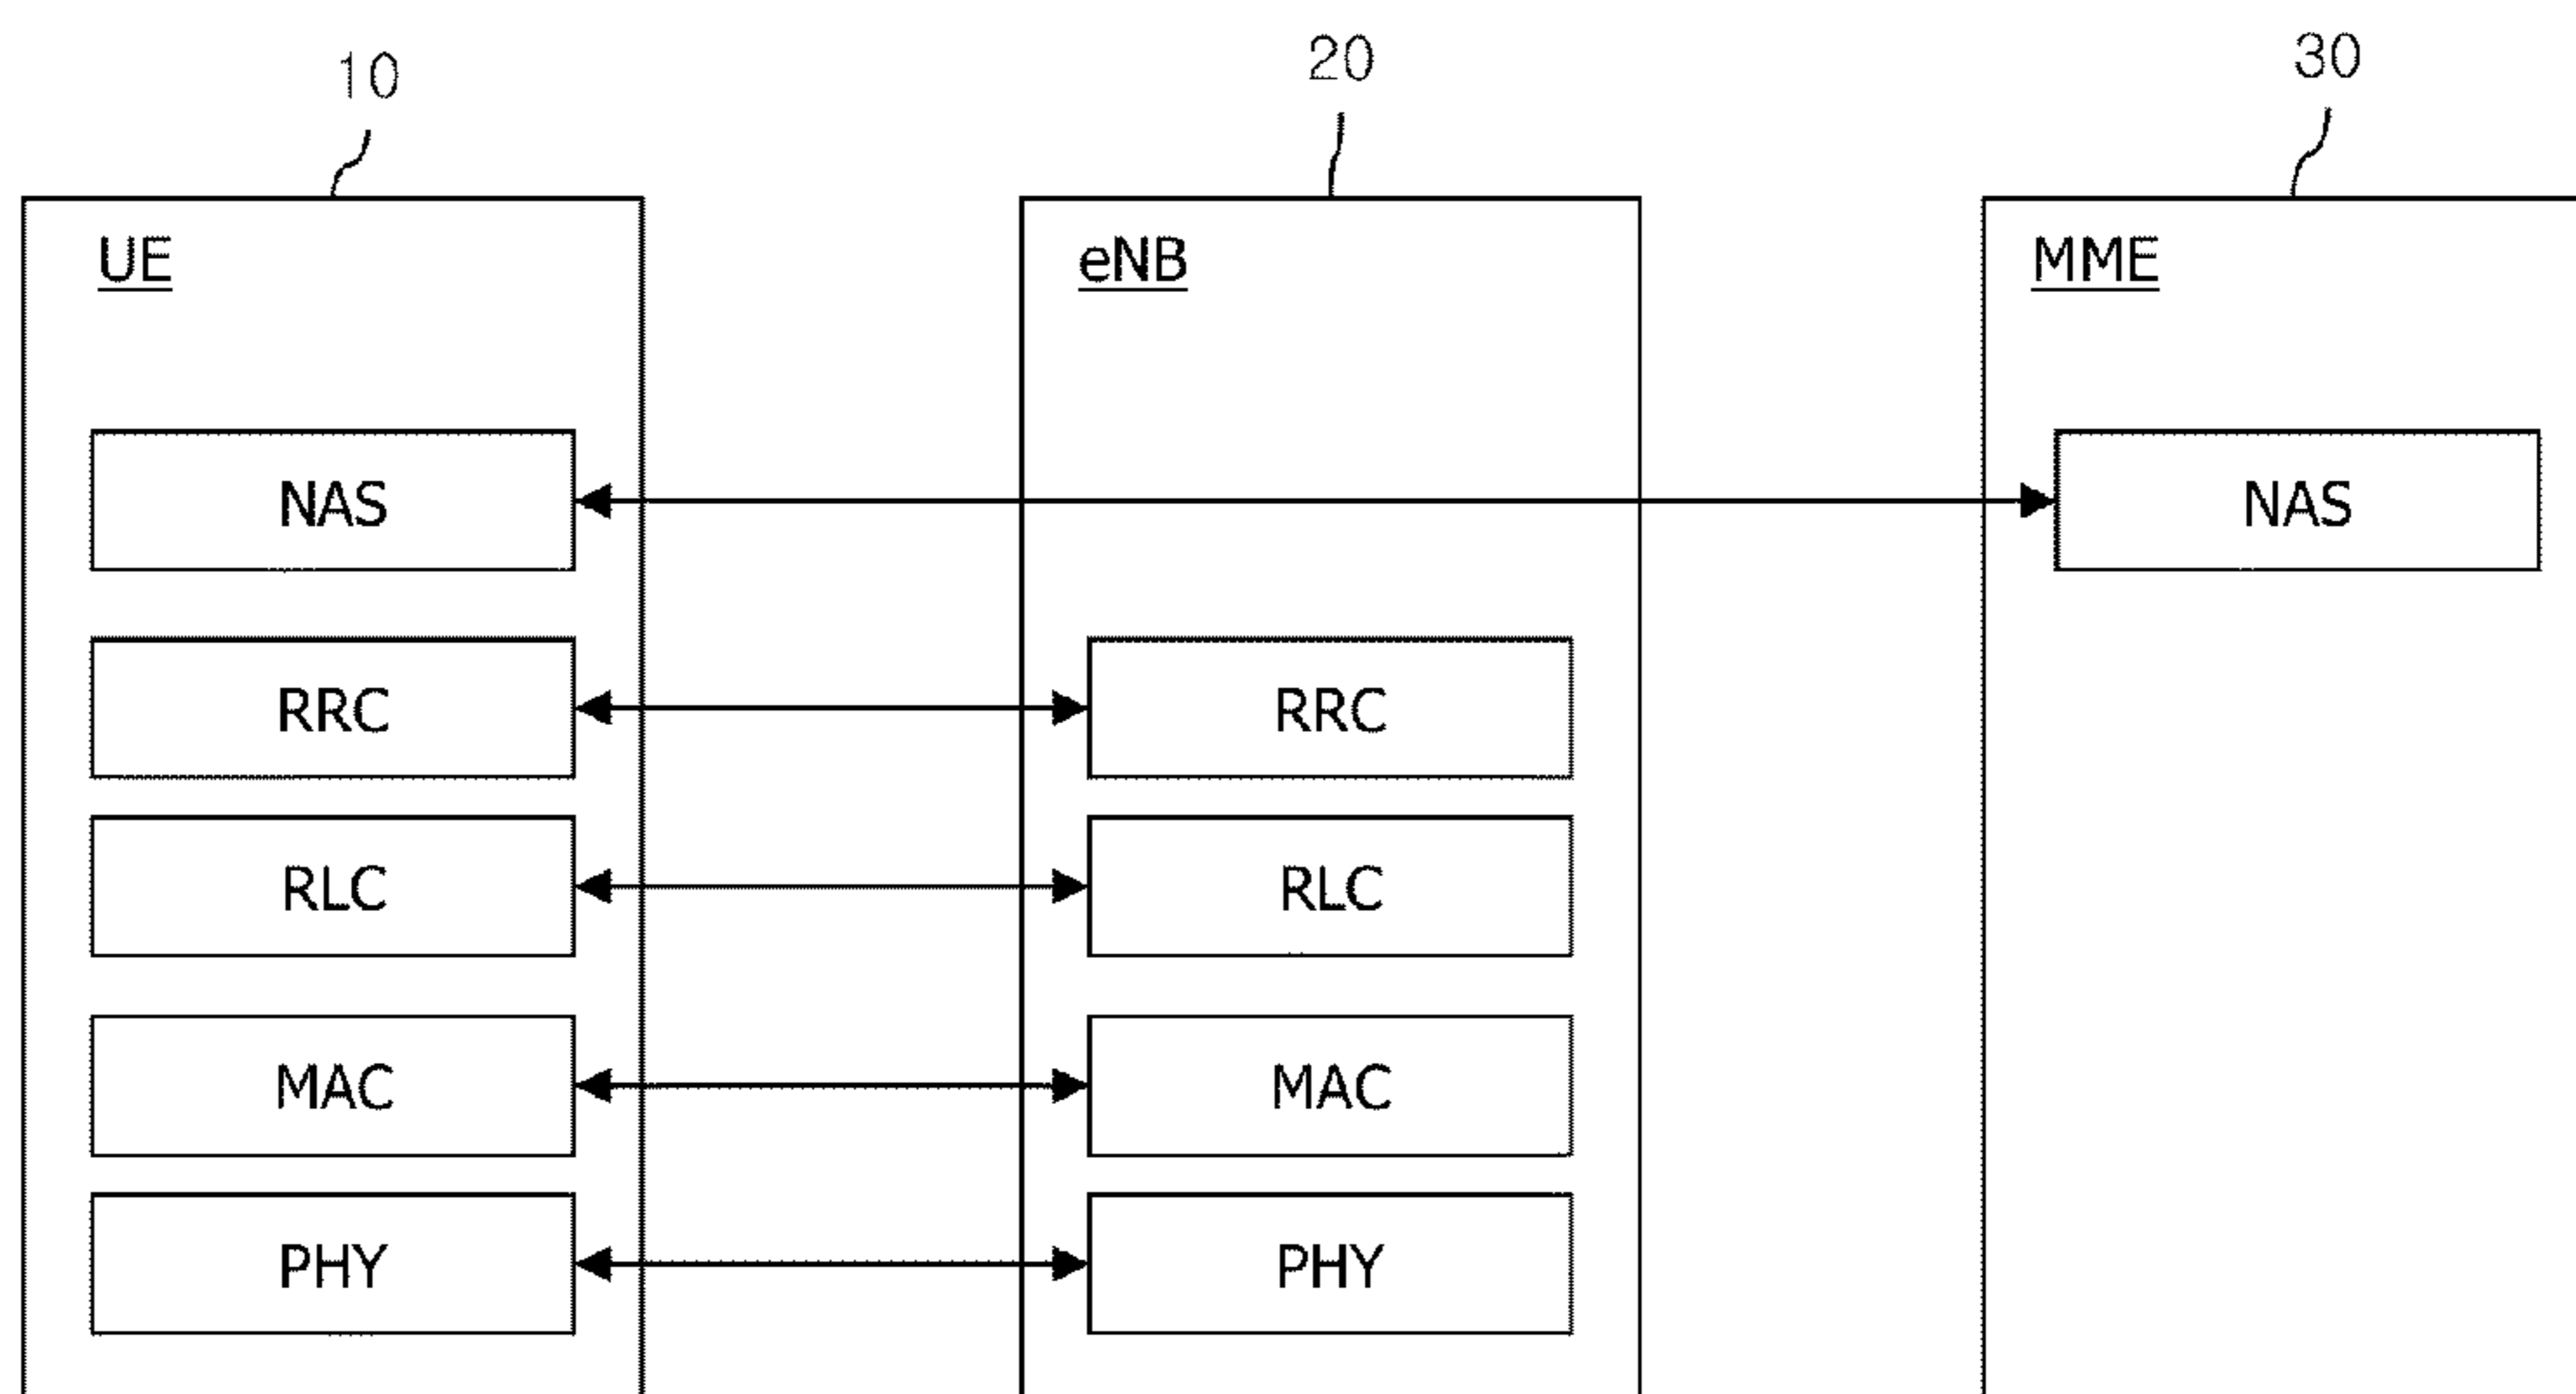 10 20 30
UE eNB MME
NAS NAS
RRC RRC
RLC RLC
MAC MAC
PHY PHY